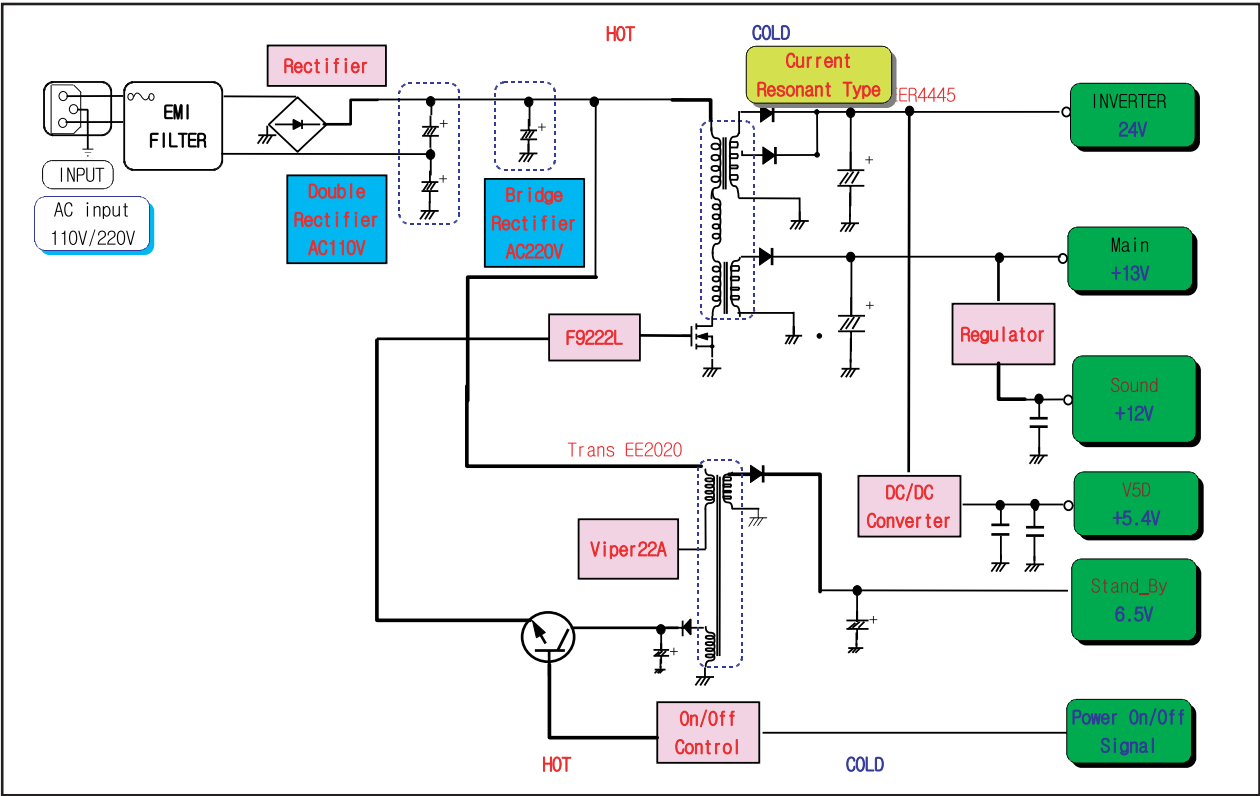 HOT
COLD
Rectifier
Current
Resonant Type
EER4445
EMI
FILTER
INVERTER
24V
INPUT
AC input
110V/220V
Double
Rectifier
AC110V
Bridge
Rectifier
AC220V
Main
+13V
F9222L
Regulator
Sound
+12V
Trans EE2020
DC/DC
Converter
V5D
+5.4V
Viper22A
Stand_By
6.5V
On/Off
Control
Power On/Off
Signal
HOT
COLD